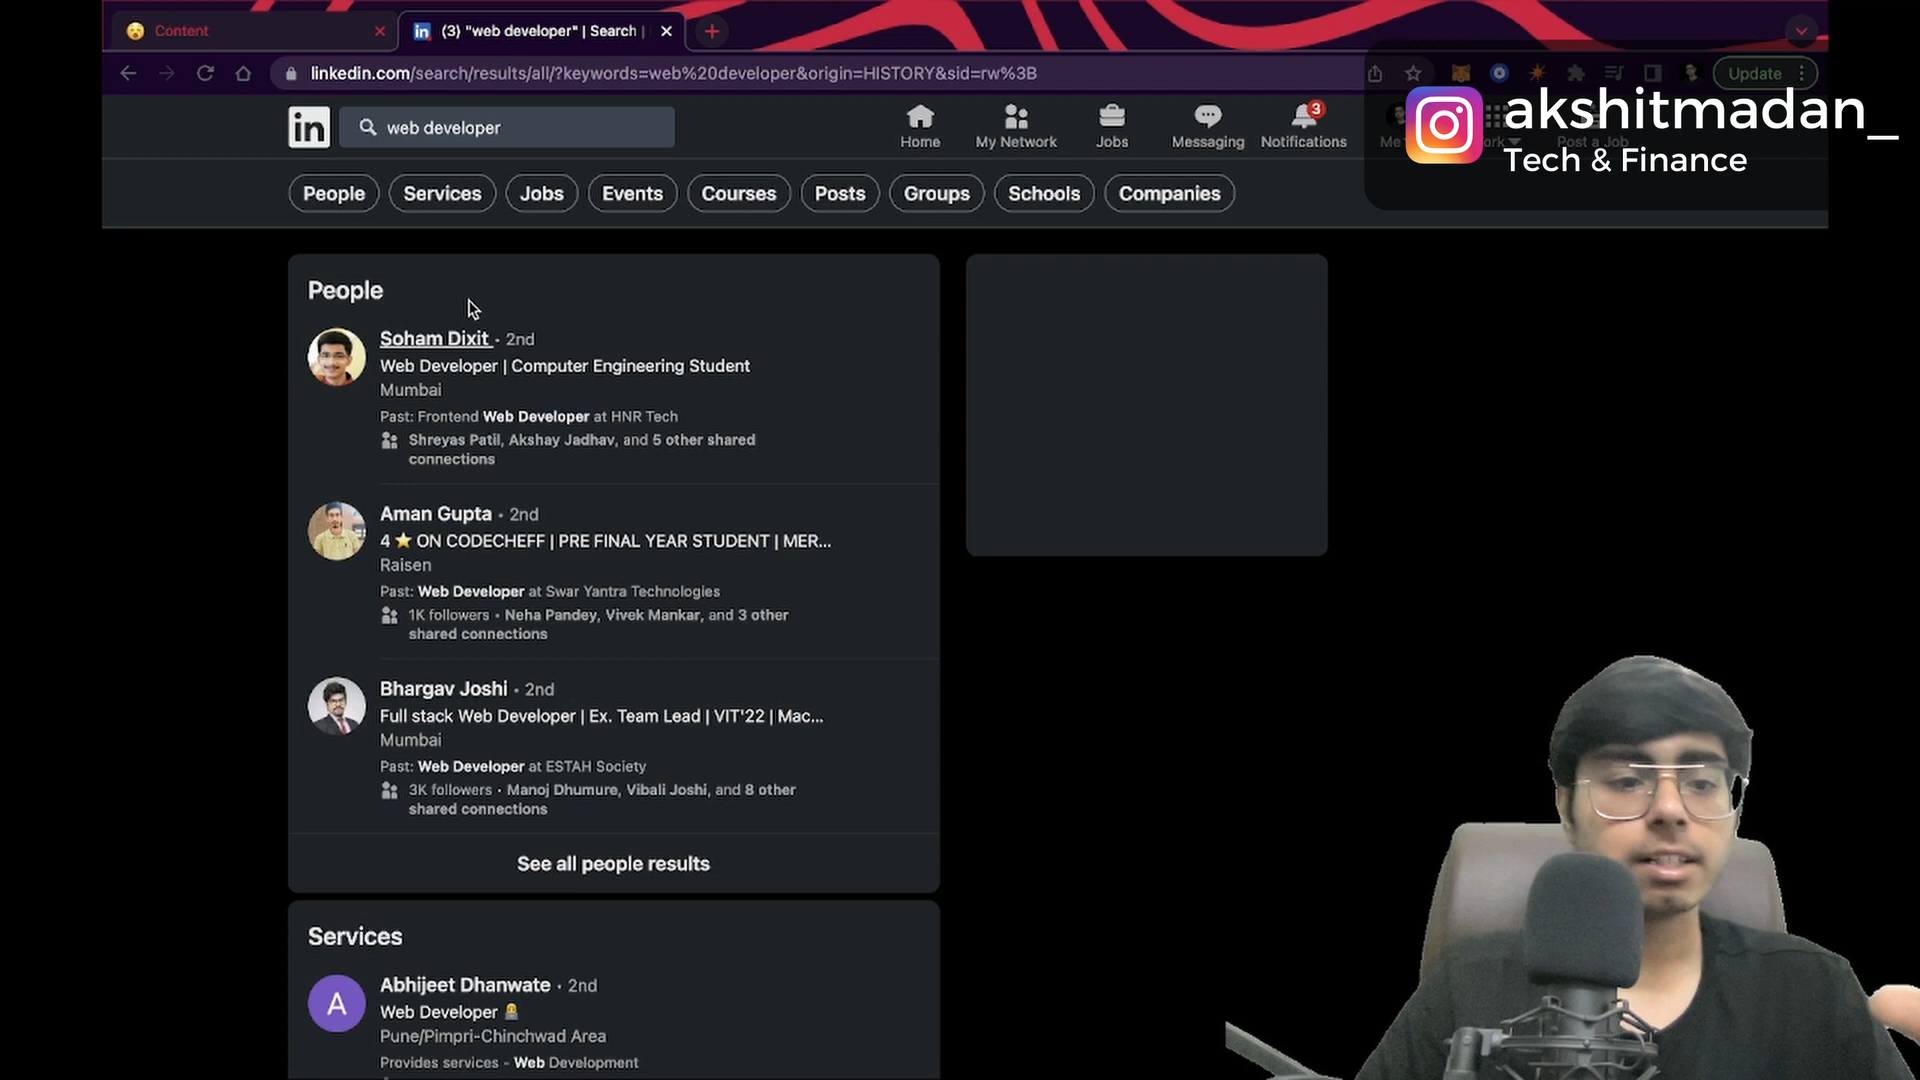 Content
(3) "web developer" | Search |
linkedin.com/search/results/all/?keywords=web%20developer&origin=HISTORY&sid=rw%3B
Update
in
web developer
Home
My Network
Jobs
Messaging
3
Notifications
Me
Post a Job
akshitmadan_
Tech & Finance
People
Services
Jobs
Events
Courses
Posts
Groups
Schools
Companies
People
Soham Dixit • 2nd
Web Developer | Computer Engineering Student
Mumbai
Past: Frontend Web Developer at HNR Tech
Shreyas Patil, Akshay Jadhav, and 5 other shared
connections
Aman Gupta • 2nd
4 ⭐ ON CODECHEFF | PRE FINAL YEAR STUDENT | MER...
Raisen
Past: Web Developer at Swar Yantra Technologies
1K followers • Neha Pandey, Vivek Mankar, and 3 other
shared connections
Bhargav Joshi • 2nd
Full stack Web Developer | Ex. Team Lead | VIT'22 | Mac...
Mumbai
Past: Web Developer at ESTAH Society
3K followers • Manoj Dhumure, Vibali Joshi, and 8 other
shared connections
See all people results
Services
A
Abhijeet Dhanwate • 2nd
Web Developer 👨‍💻
Pune/Pimpri-Chinchwad Area
Provides services - Web Development